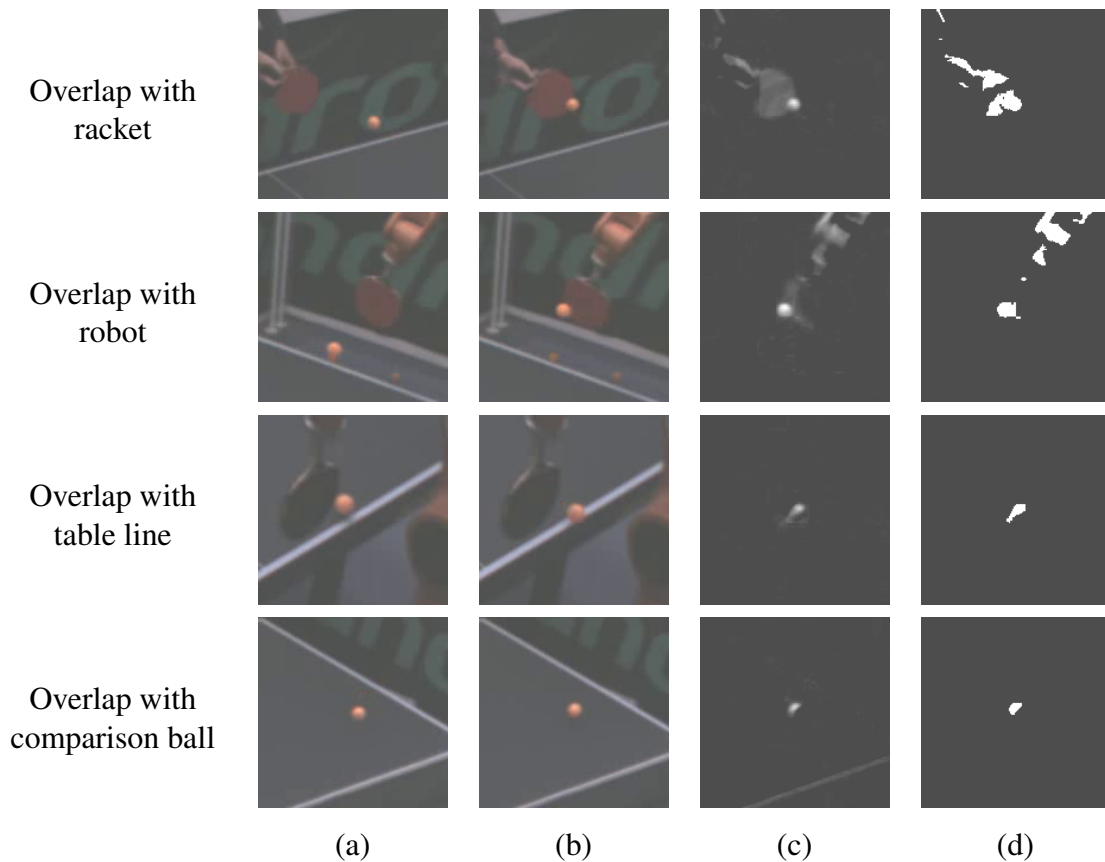 Overlap with
racket
Overlap with
robot
Overlap with
table line
Overlap with
comparison ball
(a)
(b)
(c)
(d)